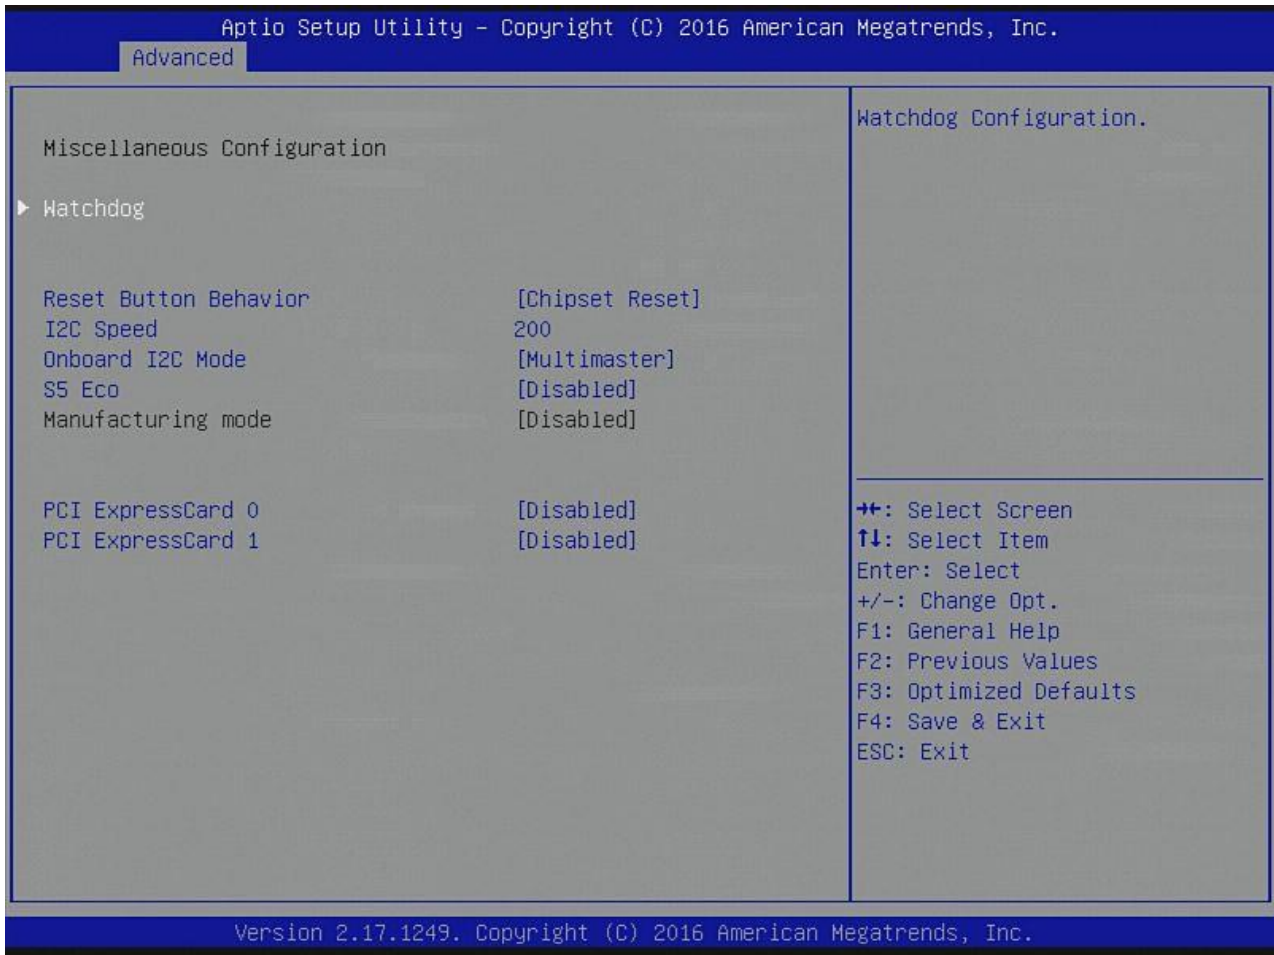 Aptio Setup Utility – Copyright (C) 2016 American Megatrends, Inc.
Advanced
Miscellaneous Configuration
Watchdog
Reset Button Behavior [Chipset Reset]
I2C Speed 200
Onboard I2C Mode [Multimaster]
S5 Eco [Disabled]
Manufacturing mode [Disabled]
PCI ExpressCard 0 [Disabled]
PCI ExpressCard 1 [Disabled]
Watchdog Configuration.
→←: Select Screen
↑↓: Select Item
Enter: Select
+/-: Change Opt.
F1: General Help
F2: Previous Values
F3: Optimized Defaults
F4: Save & Exit
ESC: Exit
Version 2.17.1249. Copyright (C) 2016 American Megatrends, Inc.